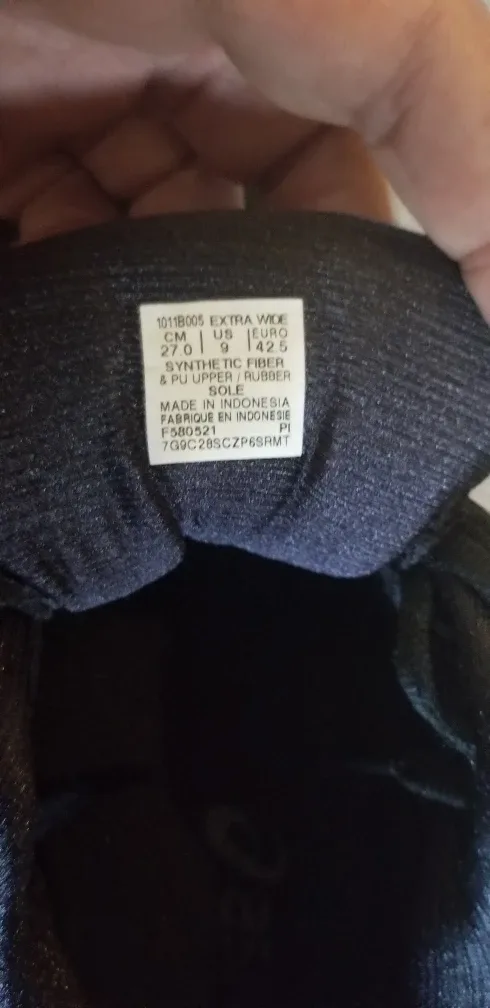 1011B005 EXTRA WIDE
CM | US | EURO
27.0 | 9 | 42.5
SYNTHETIC FIBER
& PU UPPER / RUBBER
SOLE
MADE IN INDONESIA
FABRIQUE EN INDONESIE
F580521 PI
7G9C28SCZP6SRMT